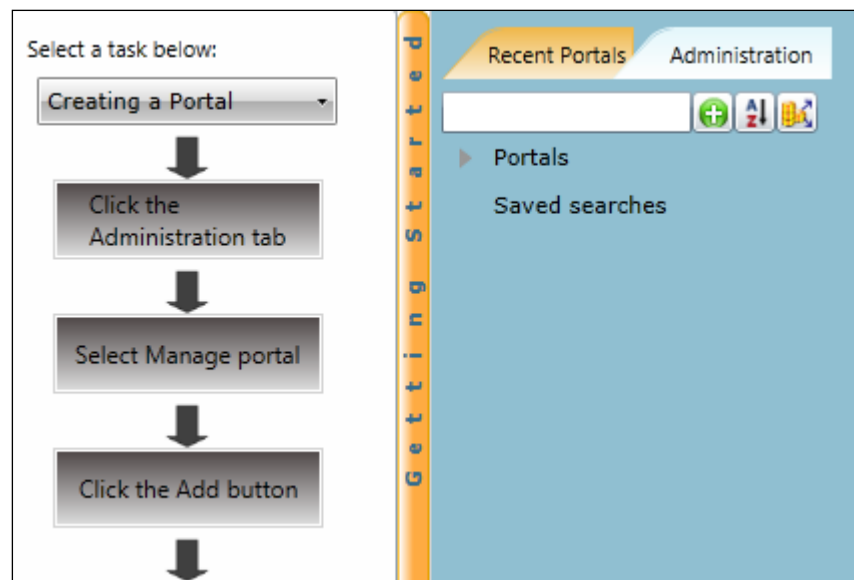 Select a task below:
Creating a Portal
Click the
Administration tab
Select Manage portal
Click the Add button
Getting Started
Recent Portals
Administration
A
Z
Portals
Saved searches